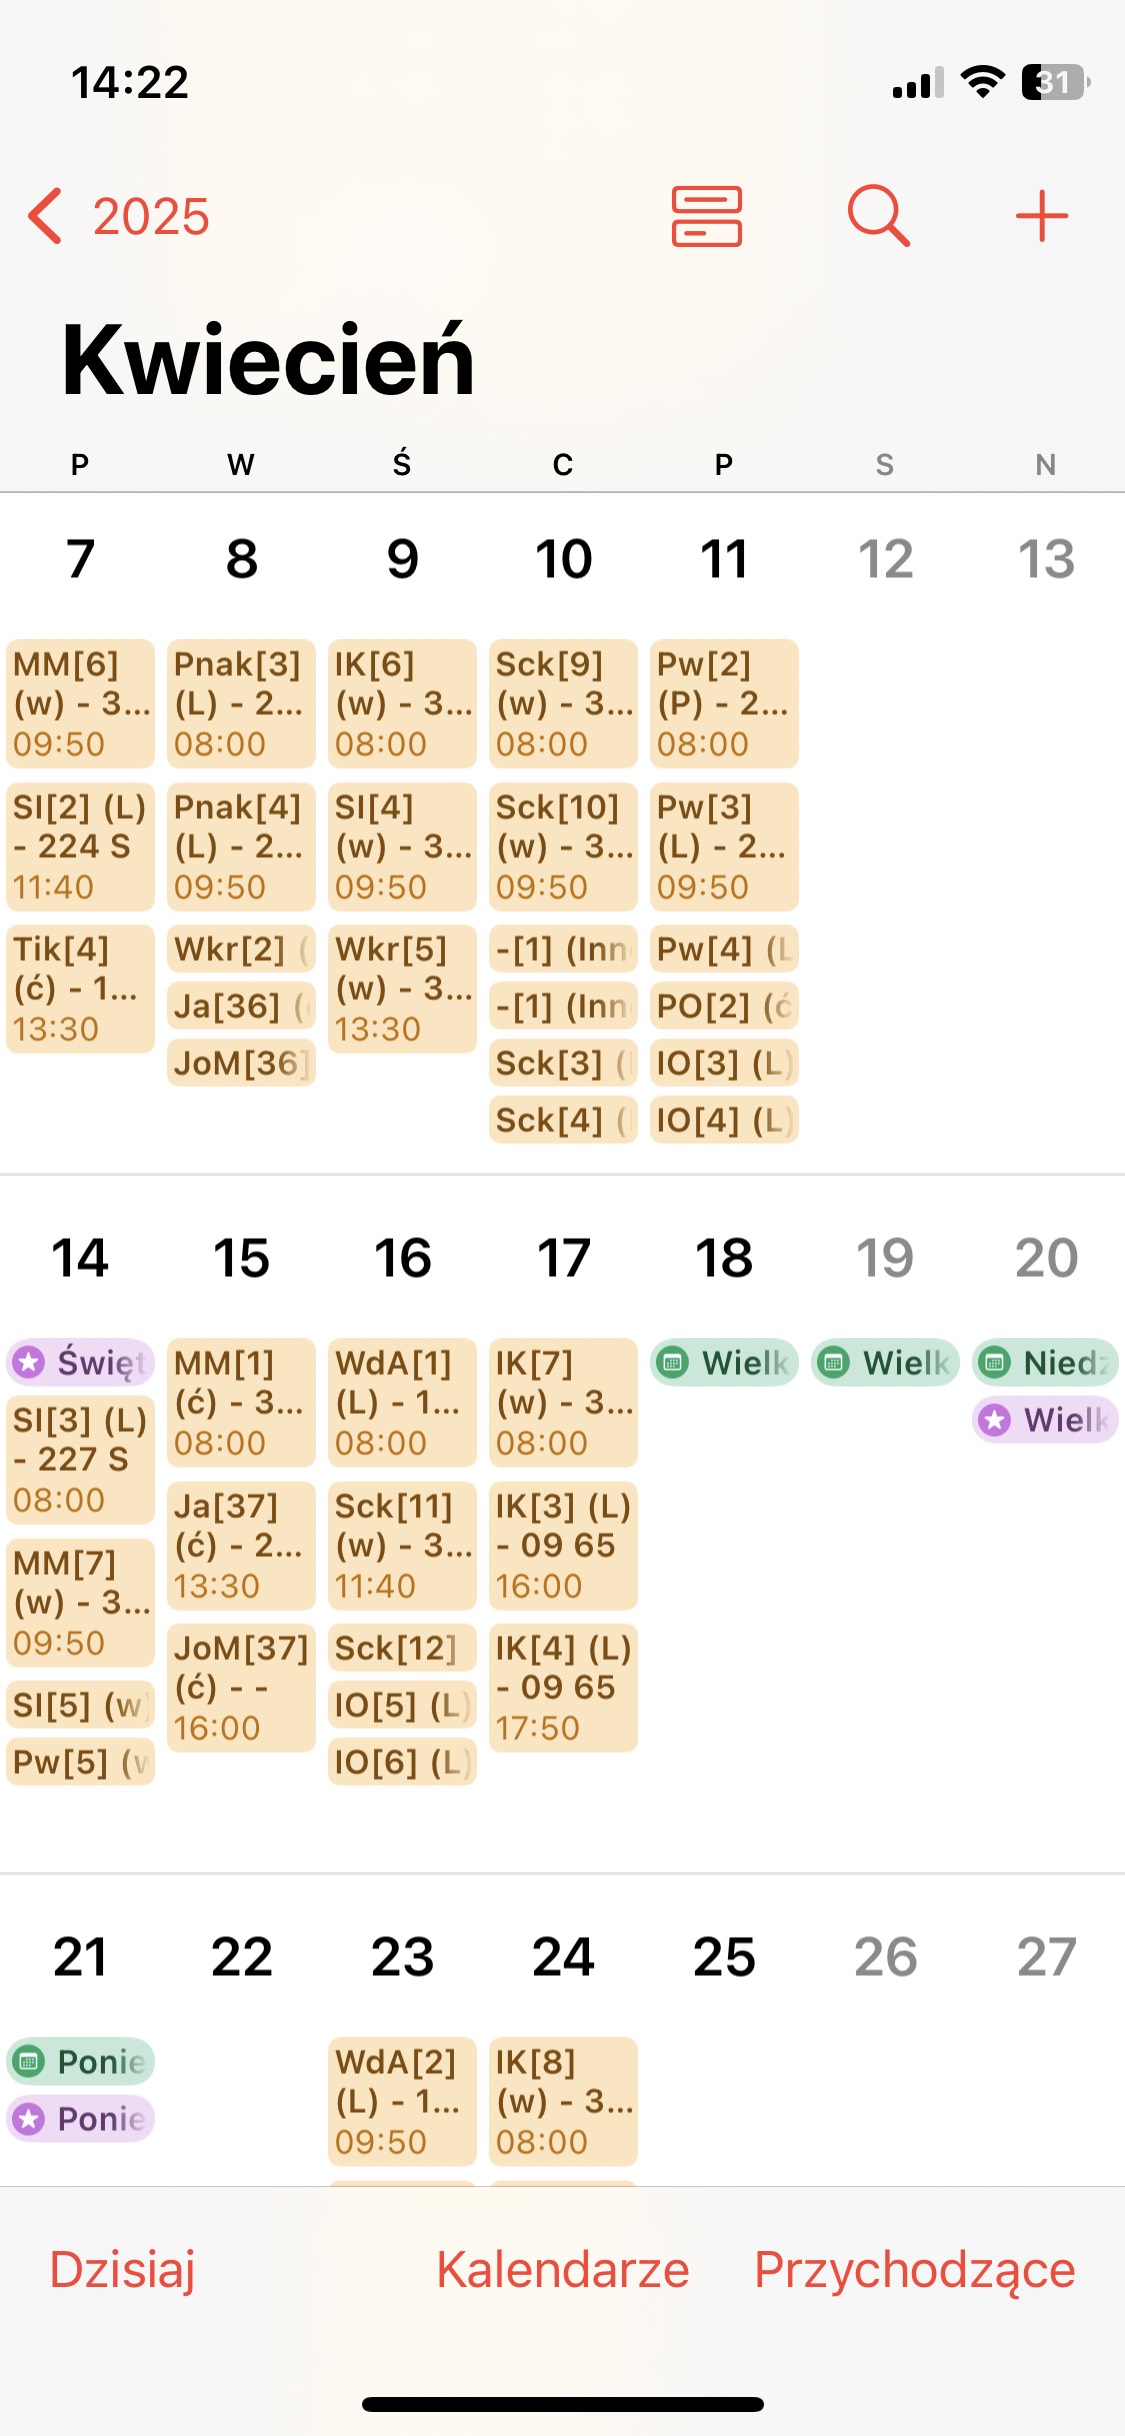 14:22
31
2025
Kwiecień
P W Ś C P S N
7 8 9 10 11 12 13
MM[6]
(w) - 3...
09:50
SI[2] (L)
- 224 S
11:40
Tik[4]
(ć) - 1...
13:30
Pnak[3]
(L) - 2...
08:00
Pnak[4]
(L) - 2...
09:50
Wkr[2] (
Ja[36] (
JoM[36]
IK[6]
(w) - 3...
08:00
SI[4]
(w) - 3...
09:50
Wkr[5]
(w) - 3...
13:30
Sck[9]
(w) - 3...
08:00
Sck[10]
(w) - 3...
09:50
-[1] (Inn
-[1] (Inn
Sck[3] (
Sck[4] (
Pw[2]
(P) - 2...
08:00
Pw[3]
(L) - 2...
09:50
Pw[4] (L
PO[2] (ć
IO[3] (L)
IO[4] (L)
14 15 16 17 18 19 20
Święt
SI[3] (L)
- 227 S
08:00
MM[7]
(w) - 3...
09:50
SI[5] (w)
Pw[5] (w
MM[1]
(ć) - 3...
08:00
Ja[37]
(ć) - 2...
13:30
JoM[37]
(ć) - -
16:00
WdA[1]
(L) - 1...
08:00
Sck[11]
(w) - 3...
11:40
Sck[12]
IO[5] (L)
IO[6] (L)
IK[7]
(w) - 3...
08:00
IK[3] (L)
- 09 65
16:00
IK[4] (L)
- 09 65
17:50
Wielk
Wielk
Niedz
Wielk
21 22 23 24 25 26 27
Ponie
Ponie
WdA[2]
(L) - 1...
09:50
IK[8]
(w) - 3...
08:00
Dzisiaj
Kalendarze
Przychodzące